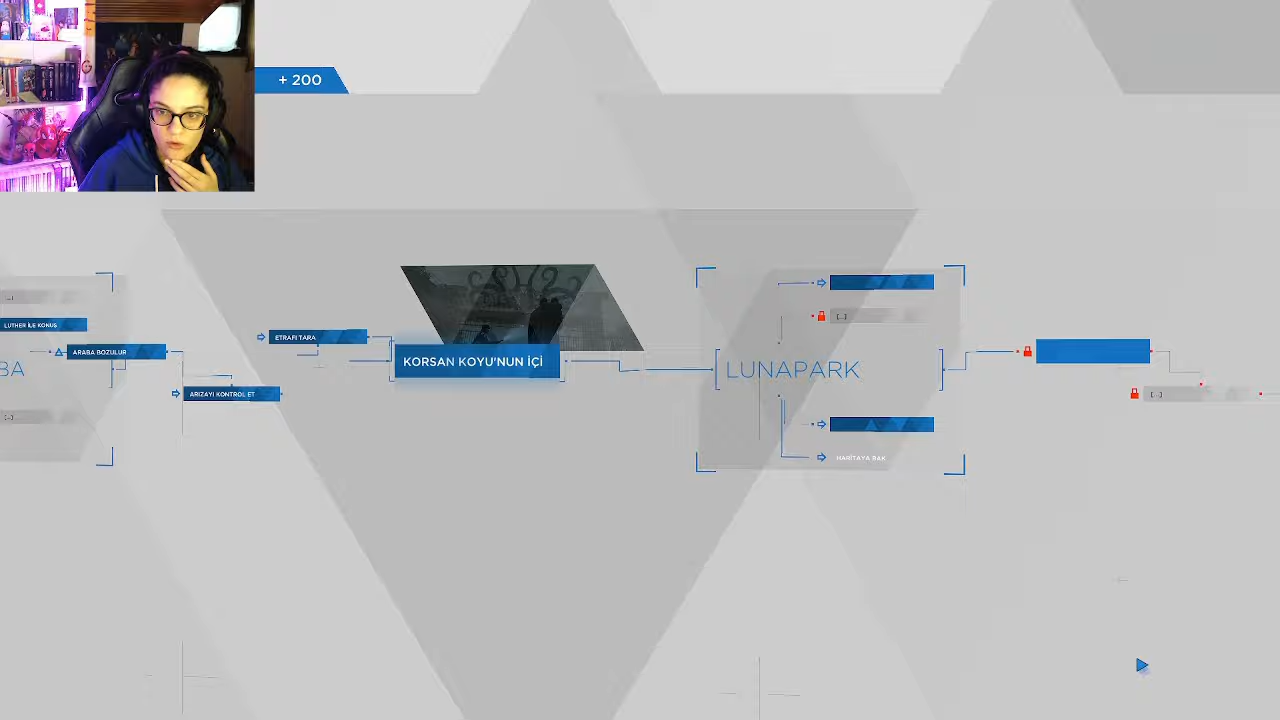 + 200
[...]
LUTHER İLE KONUŞ
ARABA BOZULUR
BA
ARIZAYI KONTROL ET
[...]
ETRAFI TARA
KORSAN KOYU'NUN İÇİ
[...]
LUNAPARK
HARİTAYA BAK
[...]